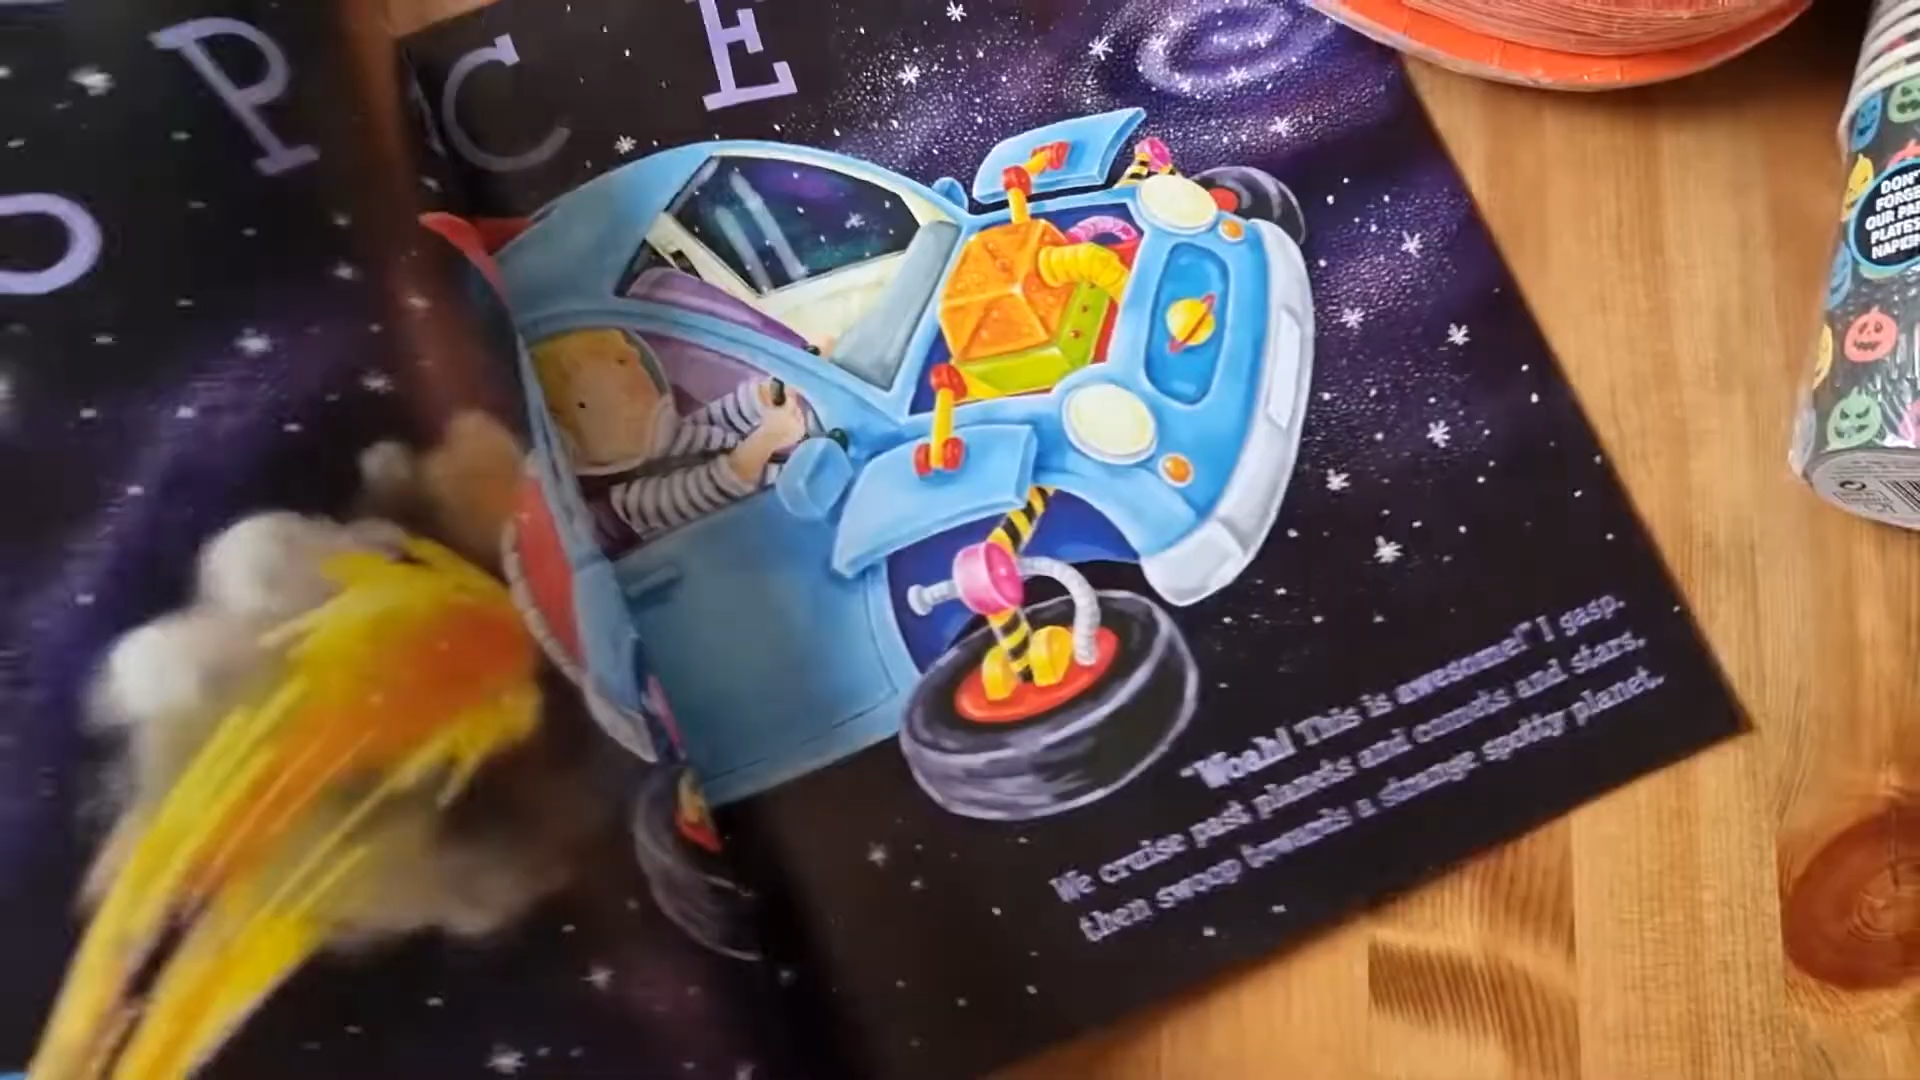 P C E
"Woah! This is awesome!" I gasp.
We cruise past planets and comets and stars,
then swoop towards a strange spotty planet.
DON'T
FORGE
OUR PA
PLATES
NAPKIN